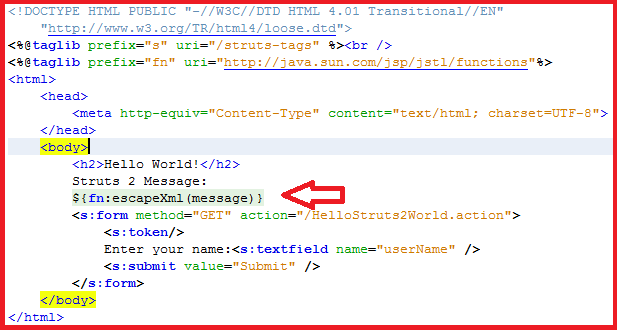 <!DOCTYPE HTML PUBLIC "-//W3C//DTD HTML 4.01 Transitional//EN"
"http://www.w3.org/TR/html4/loose.dtd">
<%@taglib prefix="s" uri="/struts-tags" %><br />
<%@taglib prefix="fn" uri="http://java.sun.com/jsp/jstl/functions"%>
<html>
<head>
<meta http-equiv="Content-Type" content="text/html; charset=UTF-8">
</head>
<body>
<h2>Hello World!</h2>
Struts 2 Message:
${fn:escapeXml(message)}
<s:form method="GET" action="/HelloStruts2World.action">
<s:token/>
Enter your name:<s:textfield name="userName" />
<s:submit value="Submit" />
</s:form>
</body>
</html>